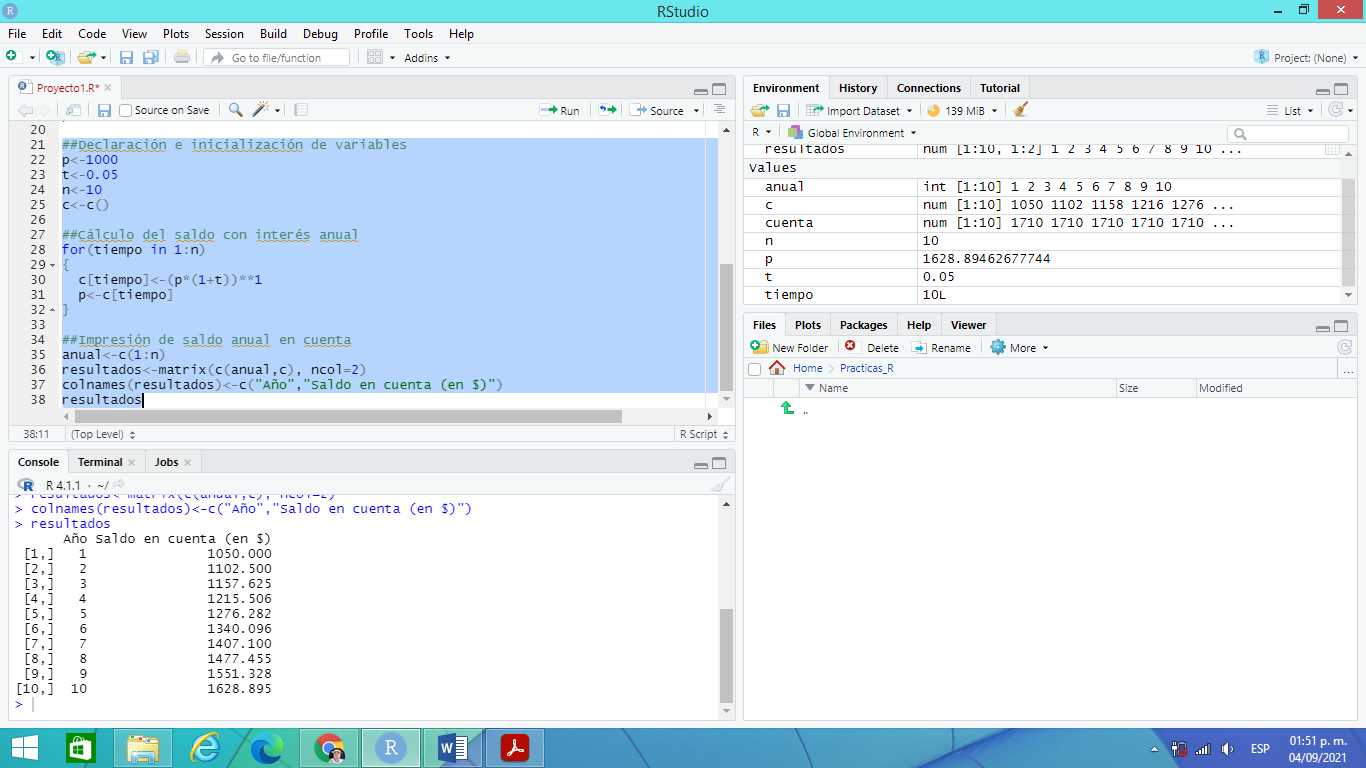 RStudio
File Edit Code View Plots Session Build Debug Profile Tools Help
Go to file/function Addins Project: (None)
Proyecto1.R*
Source on Save Run Source
20
21 ##Declaración e inicialización de variables
22 p<-1000
23 t<-0.05
24 n<-10
25 c<-c()
26
27 ##Cálculo del saldo con interés anual
28 for(tiempo in 1:n)
29 {
30 c[tiempo]<-(p*(1+t))**1
31 p<-c[tiempo]
32 }
33
34 ##Impresión de saldo anual en cuenta
35 anual<-c(1:n)
36 resultados<-matrix(c(anual,c), ncol=2)
37 colnames(resultados)<-c("Año","Saldo en cuenta (en $)")
38 resultados
38:11 (Top Level) R Script
Console Terminal Jobs
R 4.1.1 · ~/
> resultados<-matrix(c(anual,c), ncol=2)
> colnames(resultados)<-c("Año","Saldo en cuenta (en $)")
> resultados
Año Saldo en cuenta (en $)
[1,] 1 1050.000
[2,] 2 1102.500
[3,] 3 1157.625
[4,] 4 1215.506
[5,] 5 1276.282
[6,] 6 1340.096
[7,] 7 1407.100
[8,] 8 1477.455
[9,] 9 1551.328
[10,] 10 1628.895
>
Environment History Connections Tutorial
Import Dataset 139 MiB List
R Global Environment
resultados num [1:10, 1:2] 1 2 3 4 5 6 7 8 9 10 ...
Values
anual int [1:10] 1 2 3 4 5 6 7 8 9 10
c num [1:10] 1050 1102 1158 1216 1276 ...
cuenta num [1:10] 1710 1710 1710 1710 1710 ...
n 10
p 1628.89462677744
t 0.05
tiempo 10L
Files Plots Packages Help Viewer
New Folder Delete Rename More
Home Practicas_R ...
Name Size Modified
..
ESP 01:51 p. m.
04/09/2021